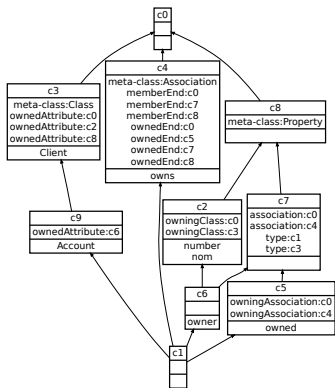 c0
c3
meta-class:Class
ownedAttribute:c0
ownedAttribute:c2
ownedAttribute:c8
Client
c4
meta-class:Association
memberEnd:c0
memberEnd:c7
memberEnd:c8
ownedEnd:c0
ownedEnd:c5
ownedEnd:c7
ownedEnd:c8
owns
c8
meta-class:Property
c9
ownedAttribute:c6
Account
c2
owningClass:c0
owningClass:c3
number
nom
c7
association:c0
association:c4
type:c1
type:c3
c6
owner
c5
owningAssociation:c0
owningAssociation:c4
owned
c1